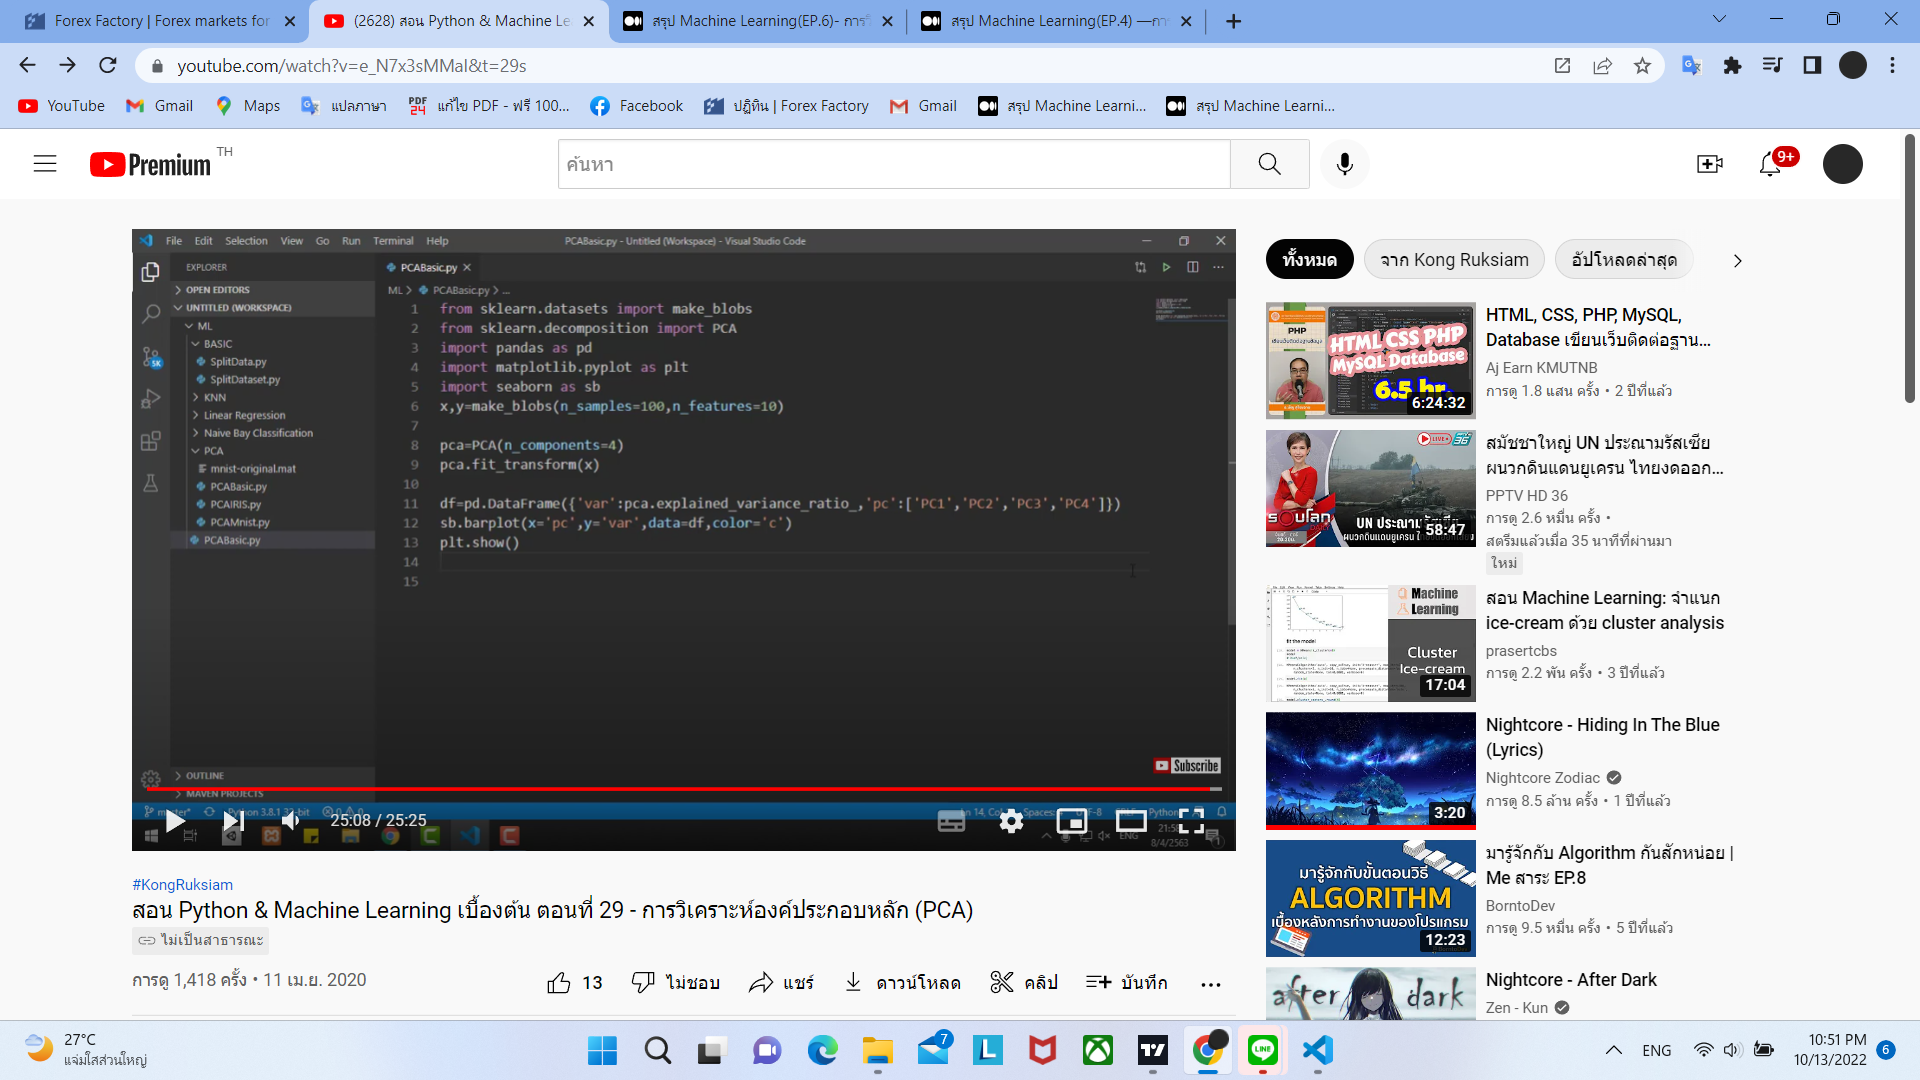 Forex Factory | Forex markets for
(2628) สอน Python & Machine Le
สรุป Machine Learning(EP.6)- การวิ
สรุป Machine Learning(EP.4) —กา
youtube.com/watch?v=e_N7x3sMMaI&t=29s
YouTube
Gmail
Maps
แปลภาษา
แก้ไข PDF - ฟรี 100...
Facebook
ปฏิทิน | Forex Factory
Gmail
สรุป Machine Learni...
สรุป Machine Learni...
Premium TH
ค้นหา
9+
File Edit Selection View Go Run Terminal Help
PCABasic.py - Untitled (Workspace) - Visual Studio Code
EXPLORER
PCABasic.py
OPEN EDITORS
ML > PCABasic.py > ...
UNTITLED (WORKSPACE)
ML
BASIC
SplitData.py
SplitDataset.py
KNN
Linear Regression
Naive Bay Classification
PCA
mnist-original.mat
PCABasic.py
PCAIRIS.py
PCAMnist.py
PCABasic.py
OUTLINE
MAVEN PROJECTS
1 from sklearn.datasets import make_blobs
2 from sklearn.decomposition import PCA
3 import pandas as pd
4 import matplotlib.pyplot as plt
5 import seaborn as sb
6 x,y=make_blobs(n_samples=100,n_features=10)
7
8 pca=PCA(n_components=4)
9 pca.fit_transform(x)
10
11 df=pd.DataFrame({'var':pca.explained_variance_ratio_,'pc':['PC1','PC2','PC3','PC4']})
12 sb.barplot(x='pc',y='var',data=df,color='c')
13 plt.show()
14
15
Subscribe
25:08 / 25:25
8/4/2563
#KongRuksiam
สอน Python & Machine Learning เบื้องต้น ตอนที่ 29 - การวิเคราะห์องค์ประกอบหลัก (PCA)
ไม่เป็นสาธารณะ
การดู 1,418 ครั้ง • 11 เม.ย. 2020
13
ไม่ชอบ
แชร์
ดาวน์โหลด
คลิป
บันทึก
ทั้งหมด
จาก Kong Ruksiam
อัปโหลดล่าสุด
PHP
HTML CSS PHP
MySQL Database
6.5 hr.
6:24:32
HTML, CSS, PHP, MySQL,
Database เขียนเว็บติดต่อฐาน...
Aj Earn KMUTNB
การดู 1.8 แสน ครั้ง • 2 ปีที่แล้ว
LIVE
36
รอบโลก
58:47
สมัชชาใหญ่ UN ประณามรัสเซีย
ผนวกดินแดนยูเครน ไทยงดออก...
PPTV HD 36
การดู 2.6 หมื่น ครั้ง •
สตรีมแล้วเมื่อ 35 นาทีที่ผ่านมา
ใหม่
Machine
Learning
Cluster
Ice-cream
17:04
สอน Machine Learning: จำแนก
ice-cream ด้วย cluster analysis
prasertcbs
การดู 2.2 พัน ครั้ง • 3 ปีที่แล้ว
3:20
Nightcore - Hiding In The Blue
(Lyrics)
Nightcore Zodiac
การดู 8.5 ล้าน ครั้ง • 1 ปีที่แล้ว
มารู้จักกับขั้นตอนวิธี
ALGORITHM
เบื้องหลังการทำงานของโปรแกรม
12:23
มารู้จักกับ Algorithm กันสักหน่อย |
Me สาระ EP.8
BorntoDev
การดู 9.5 หมื่น ครั้ง • 5 ปีที่แล้ว
after dark
Nightcore - After Dark
Zen - Kun
27°C
แจ่มใสส่วนใหญ่
7
LINE
ENG
10:51 PM
10/13/2022
6